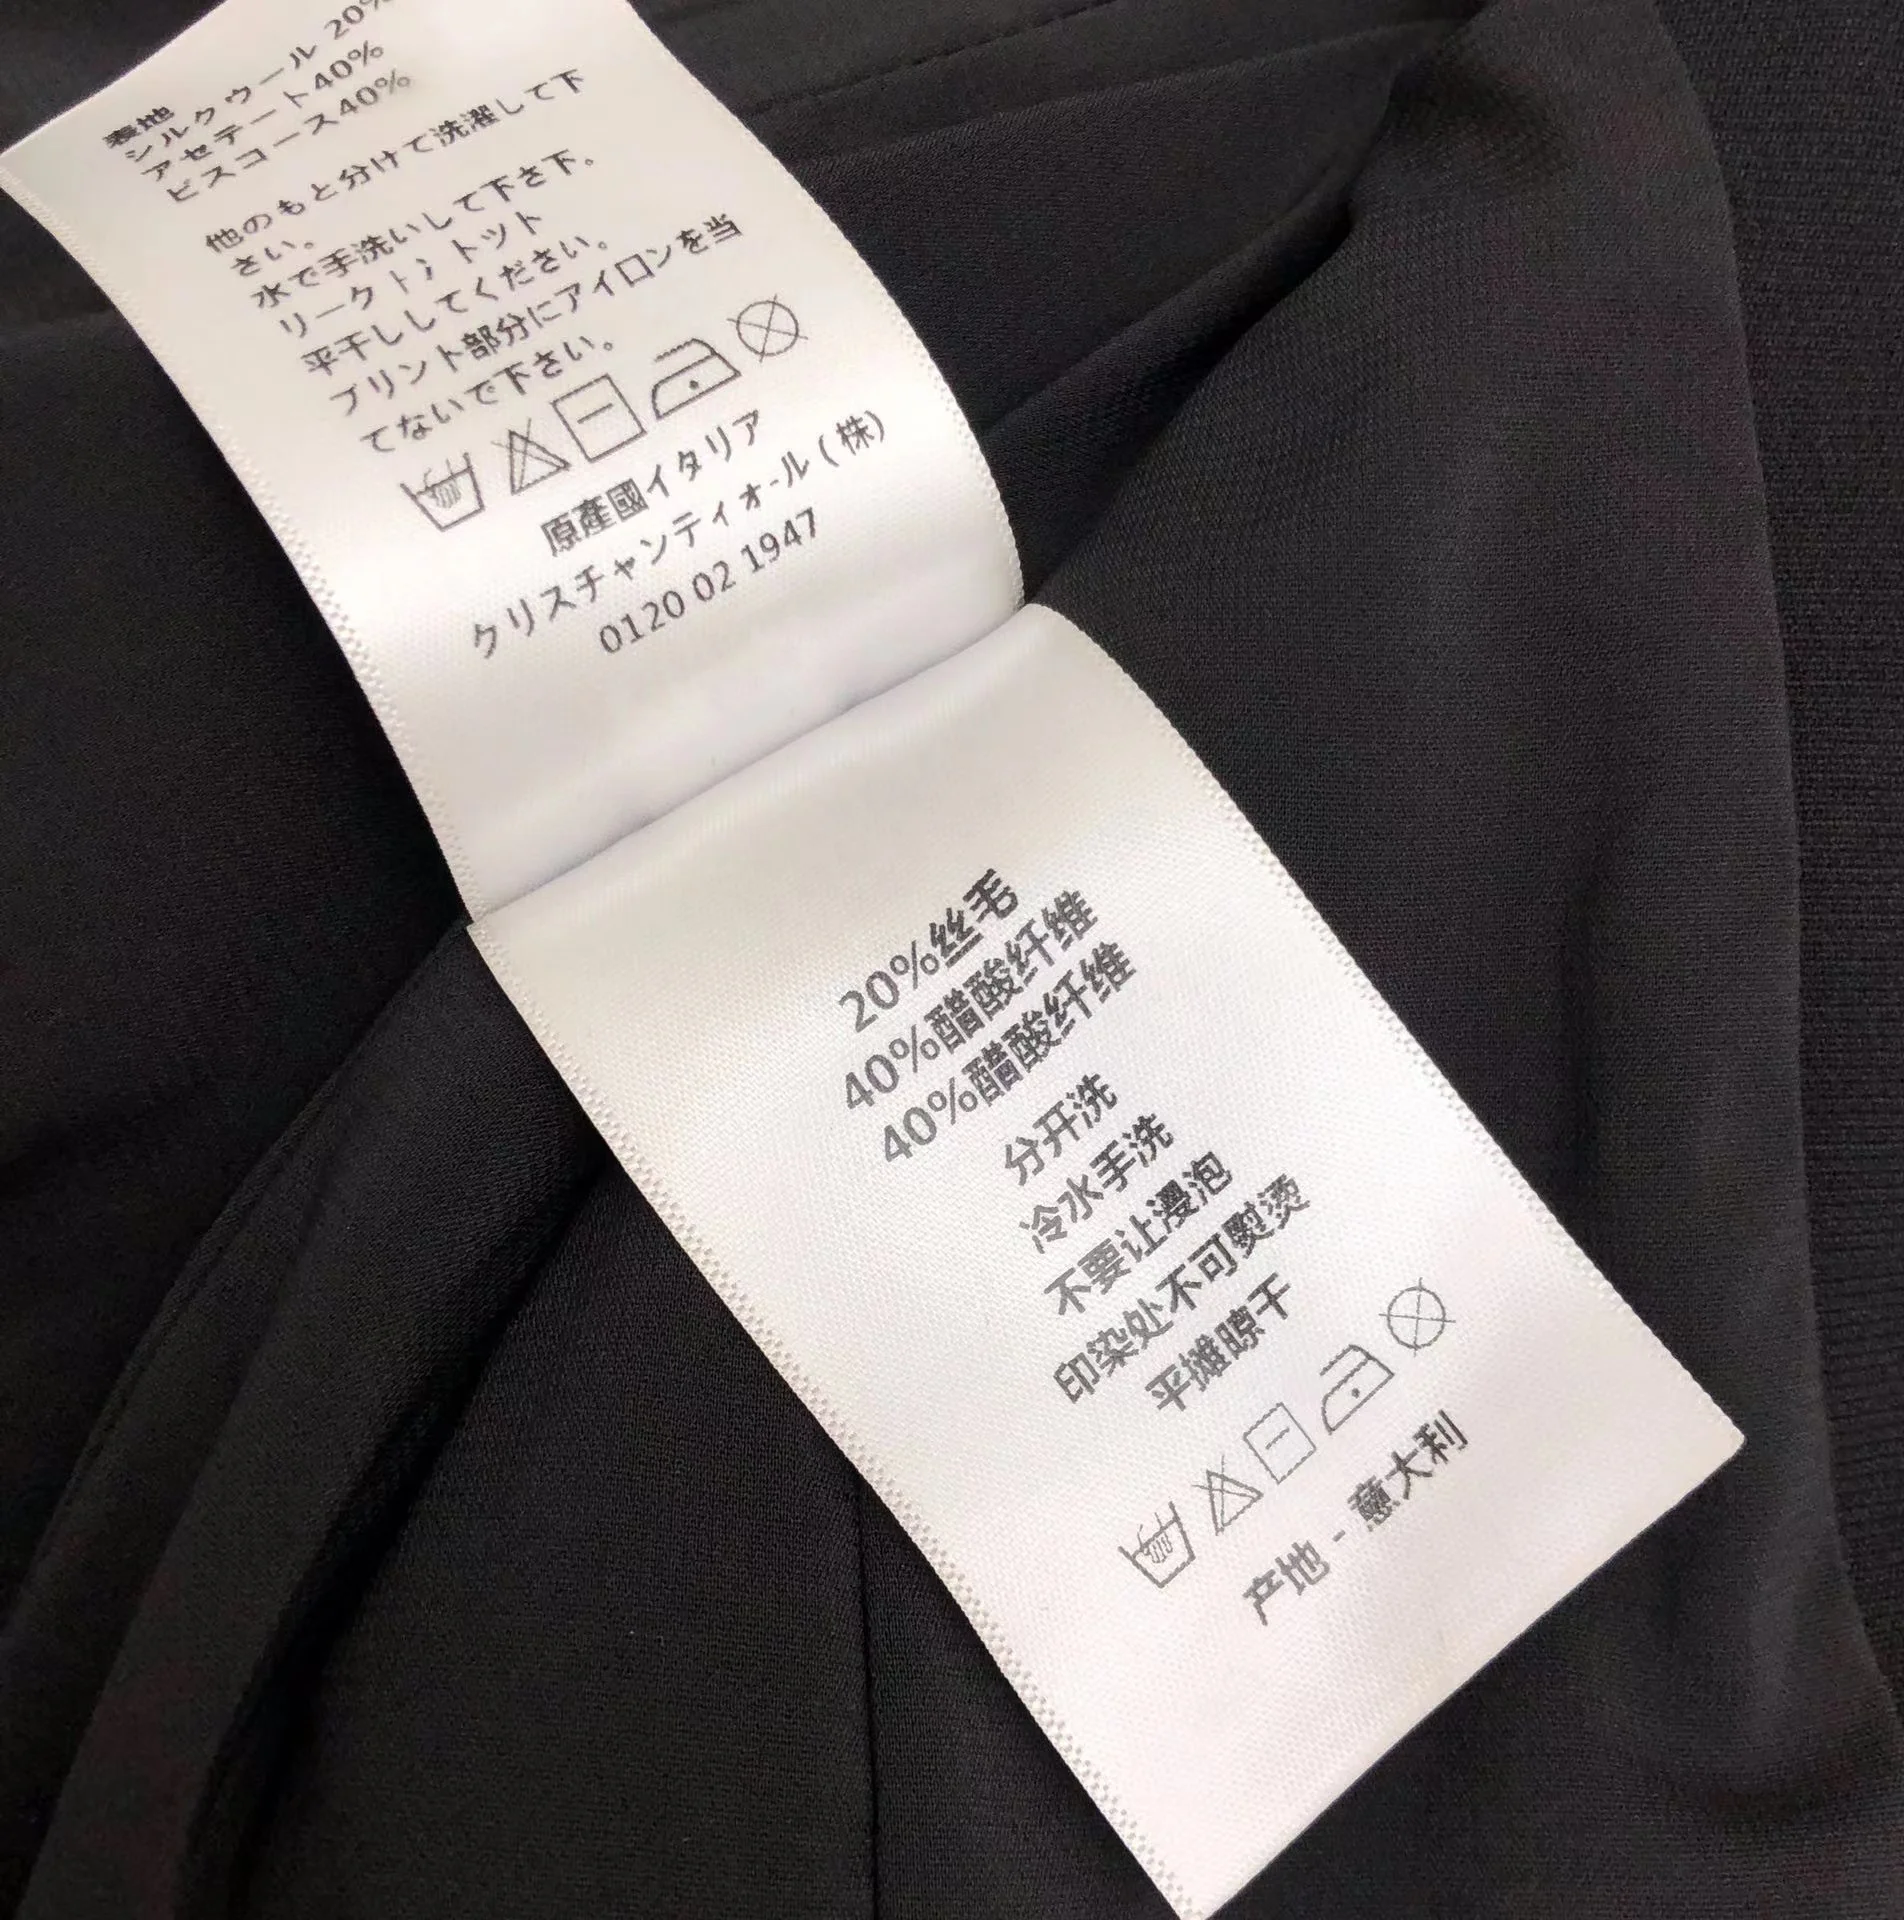 表地
シルクウール 20%
アセテート40%
ビスコース40%
他のもと分けて洗濯して下
さい。
水で手洗いして下さ下。
リーク トツト
平干ししてください。
プリント部分にアイロンを当
てないで下さい。
原產國イタリア
クリスチャンディオール(株)
0120 02 1947
20%丝毛
40%醋酸纤维
40%醋酸纤维
分开洗
冷水手洗
不要让浸泡
印染处不可熨烫
平摊晾干
产地 - 意大利